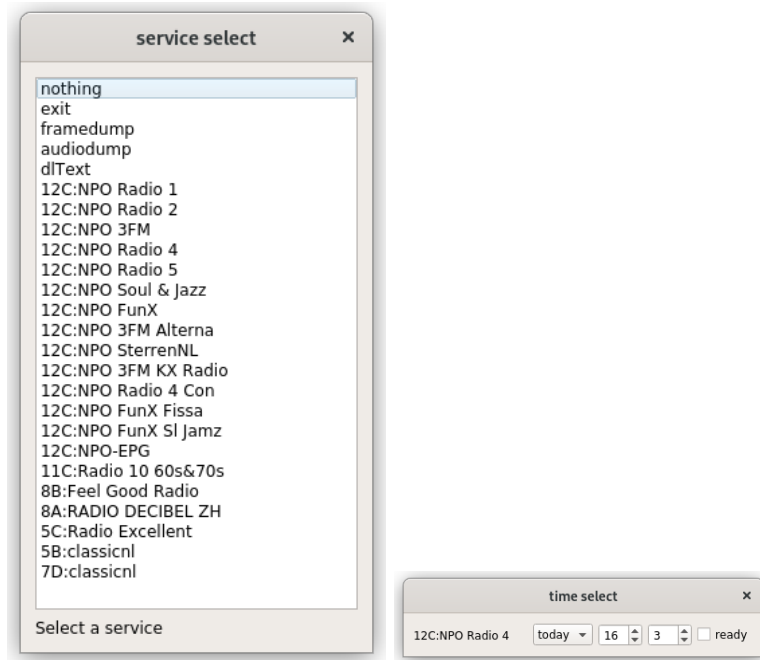 service select
nothing
exit
framedump
audiodump
dlText
12C:NPO Radio 1
12C:NPO Radio 2
12C:NPO 3FM
12C:NPO Radio 4
12C:NPO Radio 5
12C:NPO Soul & Jazz
12C:NPO FunX
12C:NPO 3FM Alterna
12C:NPO SterrenNL
12C:NPO 3FM KX Radio
12C:NPO Radio 4 Con
12C:NPO FunX Fissa
12C:NPO FunX Sl Jamz
12C:NPO-EPG
11C:Radio 10 60s&70s
8B:Feel Good Radio
8A:RADIO DECIBEL ZH
5C:Radio Excellent
5B:classicnl
7D:classicnl
Select a service
time select
12C:NPO Radio 4 today 16 3 ready